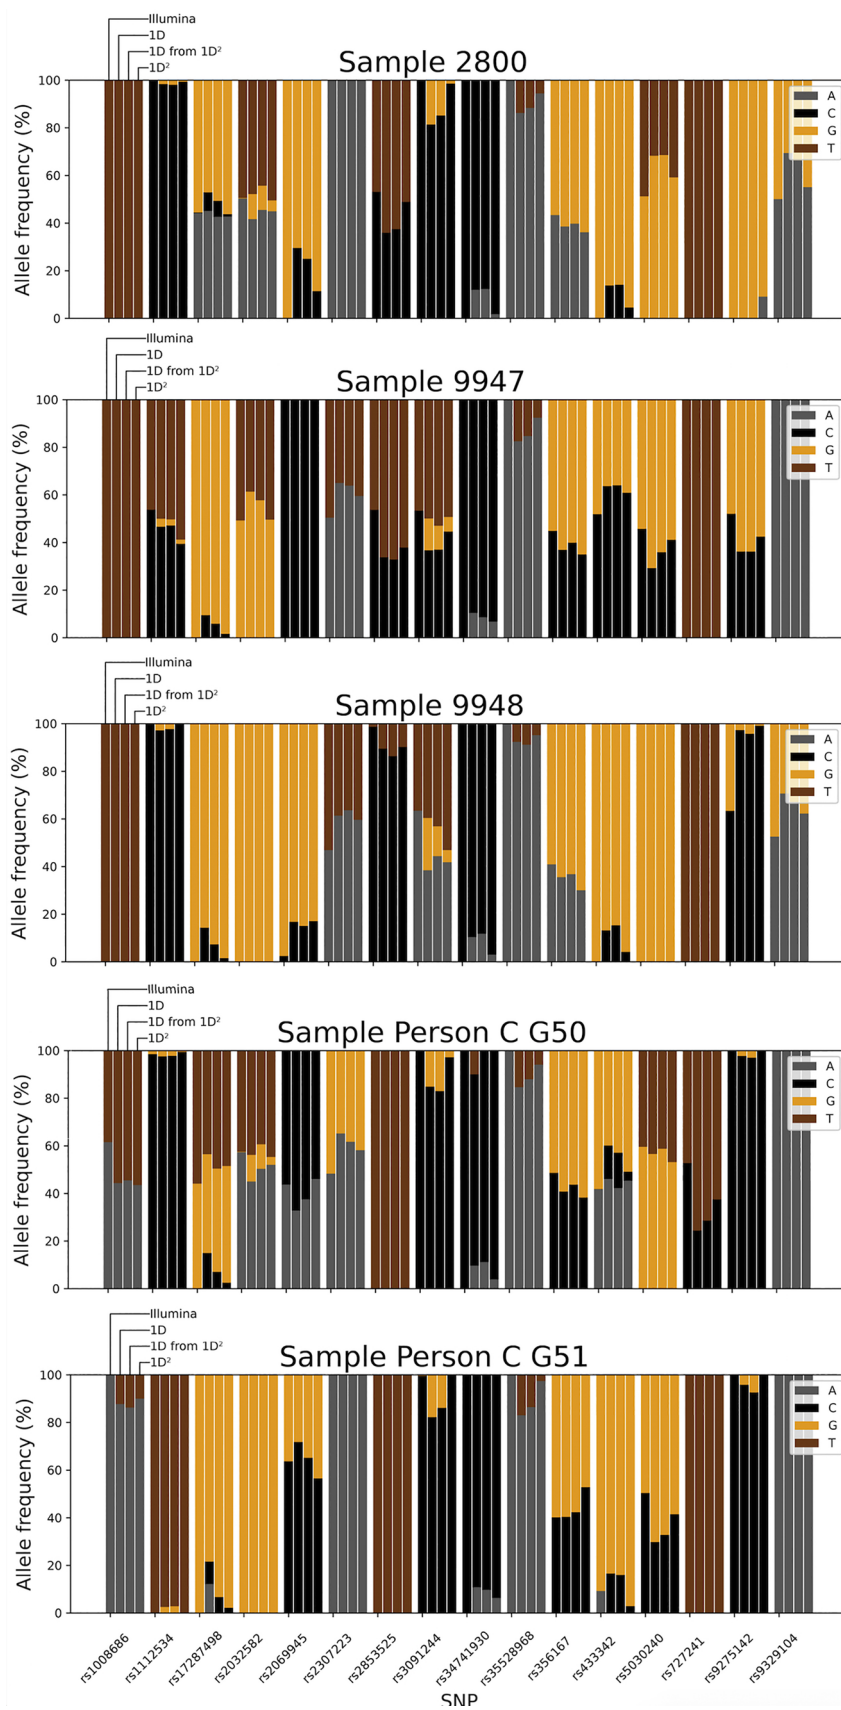 Illumina
1D
1D from 1D²
1D²
Sample 2800
Allele frequency (%)
100
80
60
40
20
0
A
C
G
T
Illumina
1D
1D from 1D²
1D²
Sample 9947
Allele frequency (%)
100
80
60
40
20
0
A
C
G
T
Illumina
1D
1D from 1D²
1D²
Sample 9948
Allele frequency (%)
100
80
60
40
20
0
A
C
G
T
Illumina
1D
1D from 1D²
1D²
Sample Person C G50
Allele frequency (%)
100
80
60
40
20
0
A
C
G
T
Illumina
1D
1D from 1D²
1D²
Sample Person C G51
Allele frequency (%)
100
80
60
40
20
0
A
C
G
T
rs1008686
rs1112534
rs17287498
rs2032582
rs2069945
rs2307223
rs2853525
rs3091244
rs34741930
rs35528968
rs356167
rs433342
rs5030240
rs727241
rs9275142
rs9329104
SNP